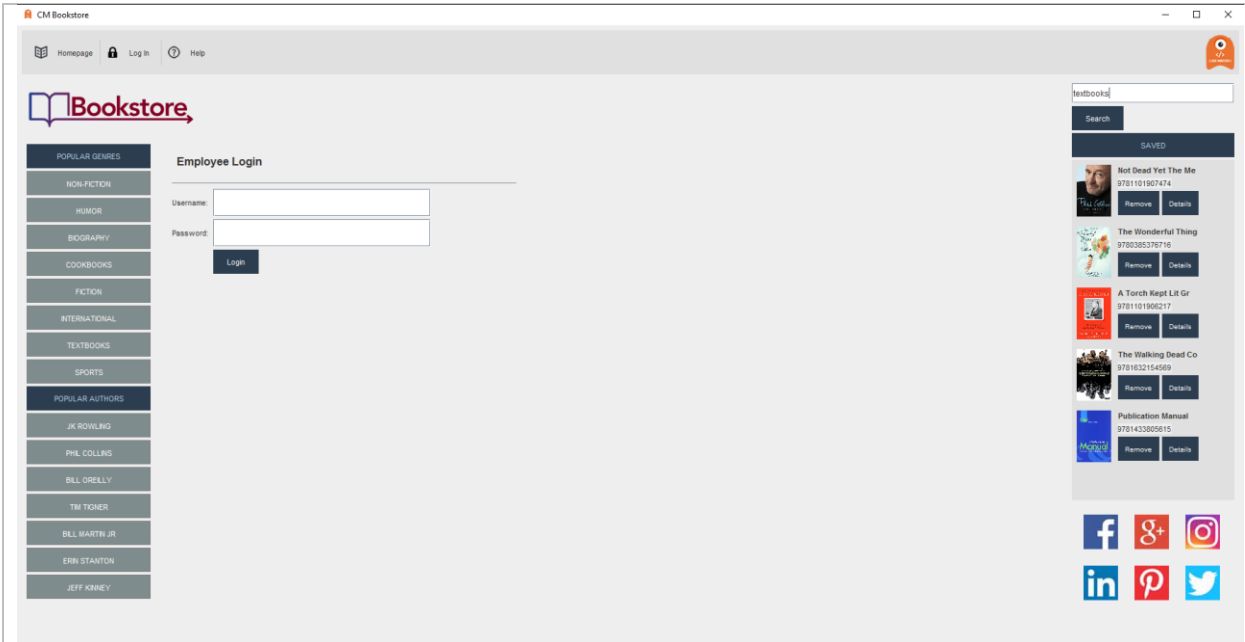 CM Bookstore
Homepage
Log In
Help
Bookstore
textbooks
Search
POPULAR GENRES
NON-FICTION
HUMOR
BIOGRAPHY
COOKBOOKS
FICTION
INTERNATIONAL
TEXTBOOKS
SPORTS
POPULAR AUTHORS
JK ROWLING
PHIL COLLINS
BILL OREILLY
TIM TIGNER
BILL MARTIN JR
ERIN STANTON
JEFF KINNEY
Employee Login
Username:
Password:
Login
SAVED
Not Dead Yet The Me
9781101907474
Remove Details
The Wonderful Thing
9780385376716
Remove Details
A Torch Kept Lit Gr
9781101906217
Remove Details
The Walking Dead Co
9781632154569
Remove Details
Publication Manual
9781433805615
Remove Details
Manual
f
g+
in